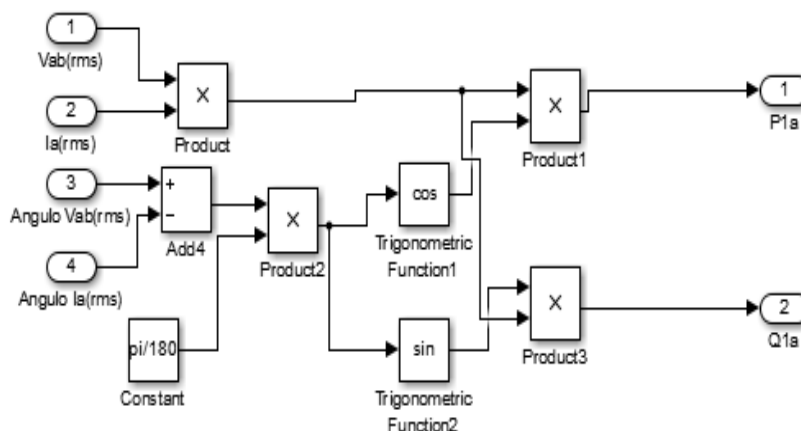 1
Vab(rms)
2
Ia(rms)
X
Product
X
Product1
1
P1a
3
Angulo Vab(rms)
+
−
Add4
4
Angulo Ia(rms)
X
Product2
cos
Trigonometric
Function1
pi/180
Constant
sin
Trigonometric
Function2
X
Product3
2
Q1a